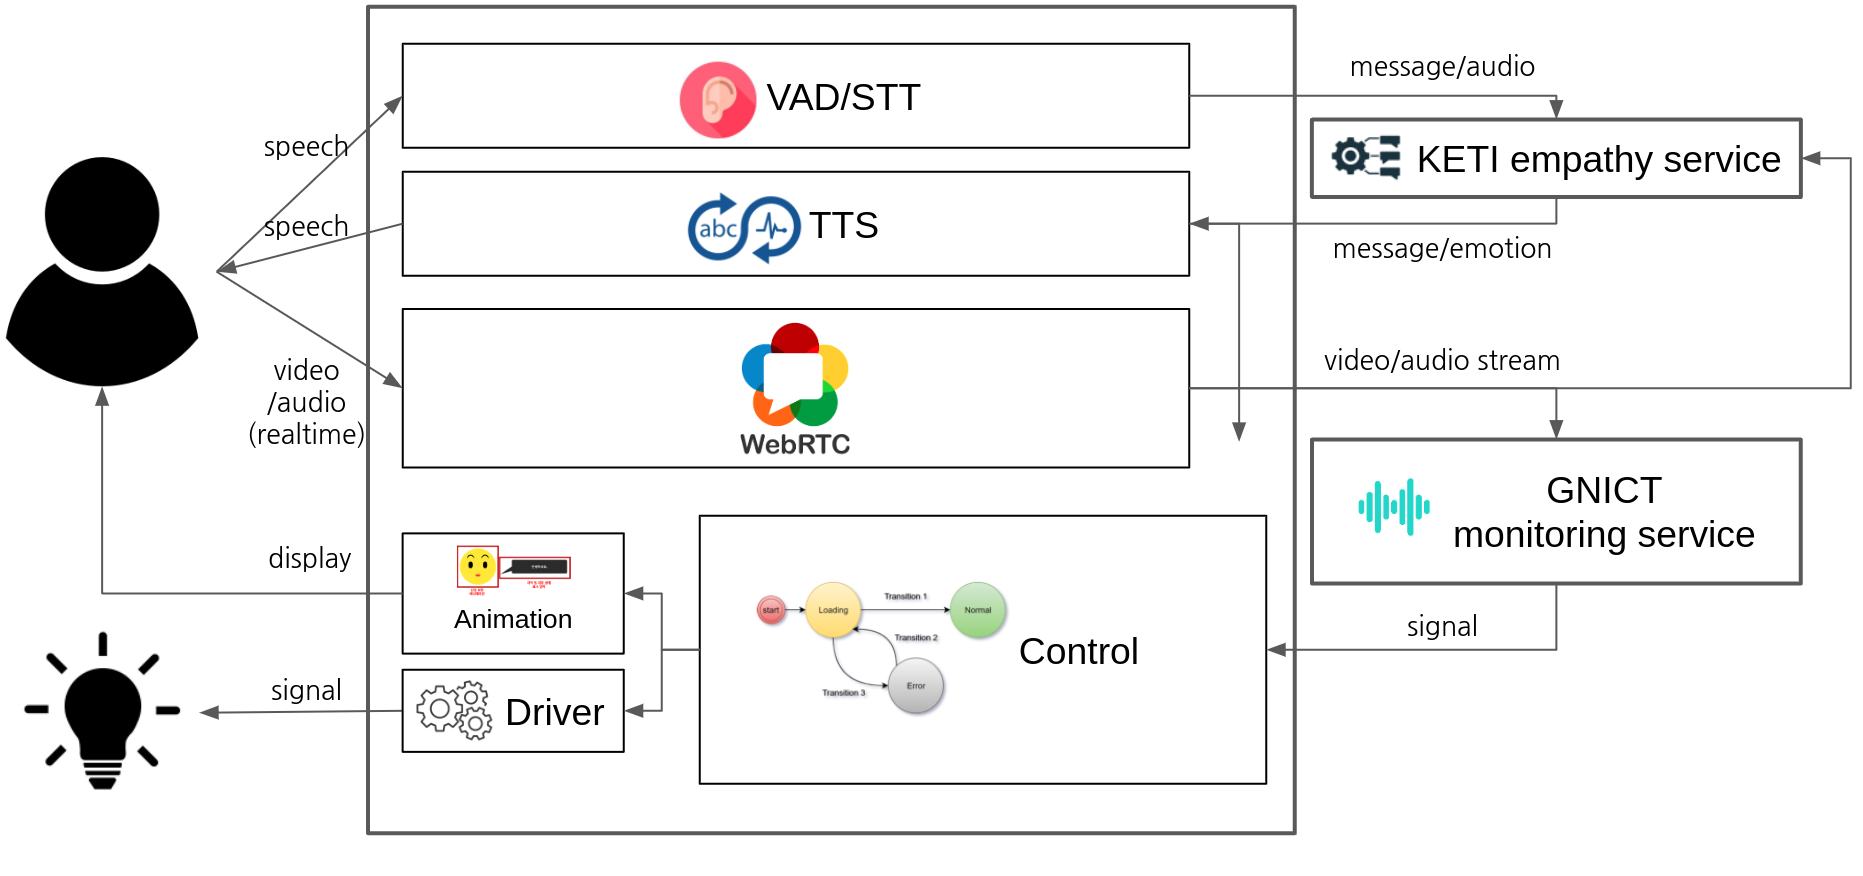 message/audio
VAD/STT
speech
KETI empathy service
abc
TTS
speech
message/emotion
video/audio stream
video
/audio
(realtime)
WebRTC
GNICT
monitoring service
display
Animation
start
Loading
Transition 1
Normal
Transition 2
Error
Transition 3
Control
signal
signal
Driver